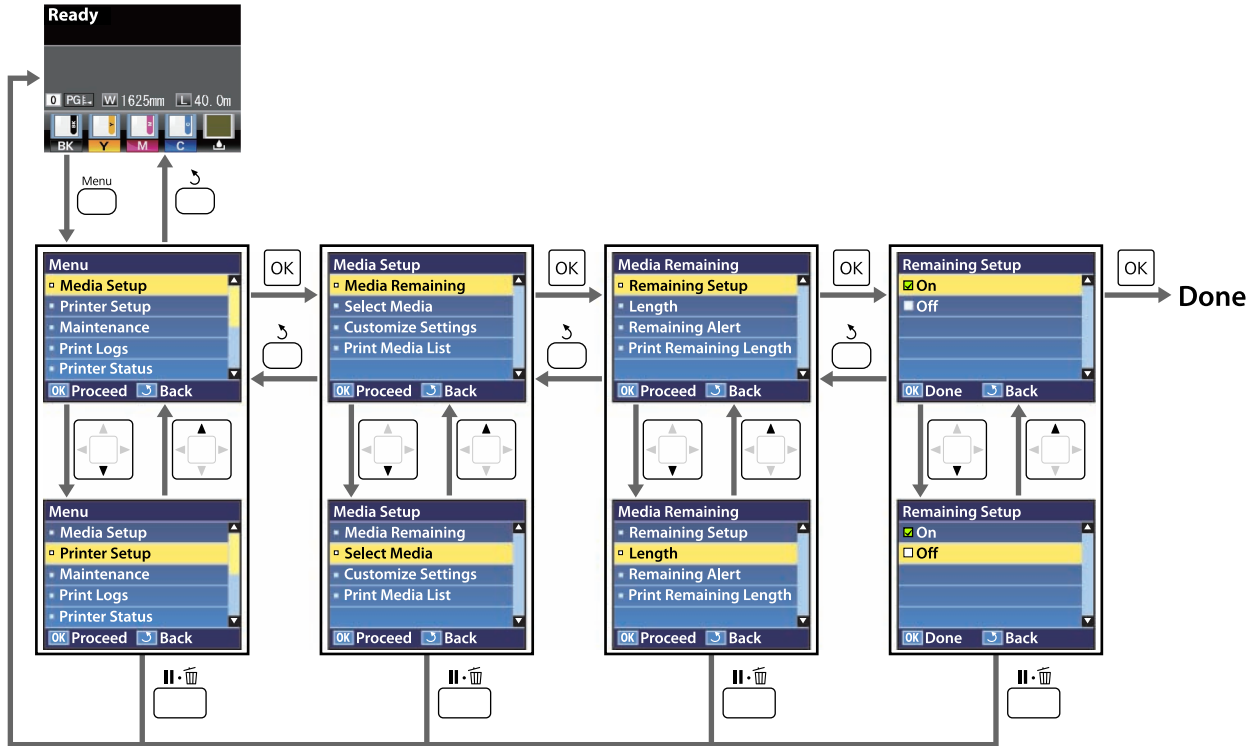 Ready
0 PG W 1625mm L 40. 0m
BK Y M C
Menu
OK
OK
OK
OK
Menu
Media Setup
Printer Setup
Maintenance
Print Logs
Printer Status
OK Proceed Back
Media Setup
Media Remaining
Select Media
Customize Settings
Print Media List
OK Proceed Back
Media Remaining
Remaining Setup
Length
Remaining Alert
Print Remaining Length
OK Proceed Back
Remaining Setup
On
Off
OK Done Back
Done
Menu
Media Setup
Printer Setup
Maintenance
Print Logs
Printer Status
OK Proceed Back
Media Setup
Media Remaining
Select Media
Customize Settings
Print Media List
OK Proceed Back
Media Remaining
Remaining Setup
Length
Remaining Alert
Print Remaining Length
OK Proceed Back
Remaining Setup
On
Off
OK Done Back